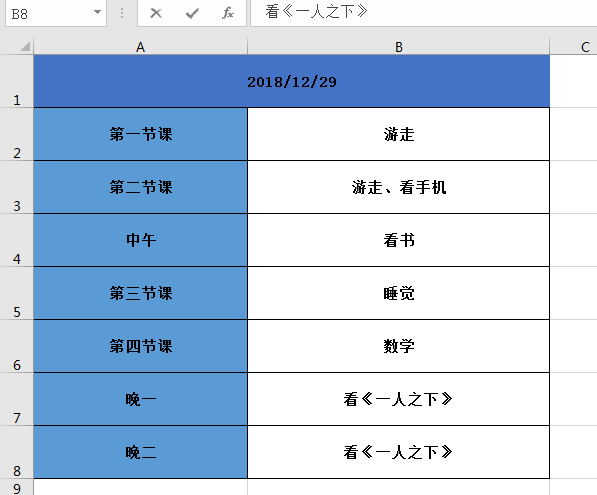 B8 fx 看《一人之下》
A B C
1 2018/12/29
2 第一节课 游走
3 第二节课 游走、看手机
4 中午 看书
5 第三节课 睡觉
6 第四节课 数学
7 晚一 看《一人之下》
8 晚二 看《一人之下》
9